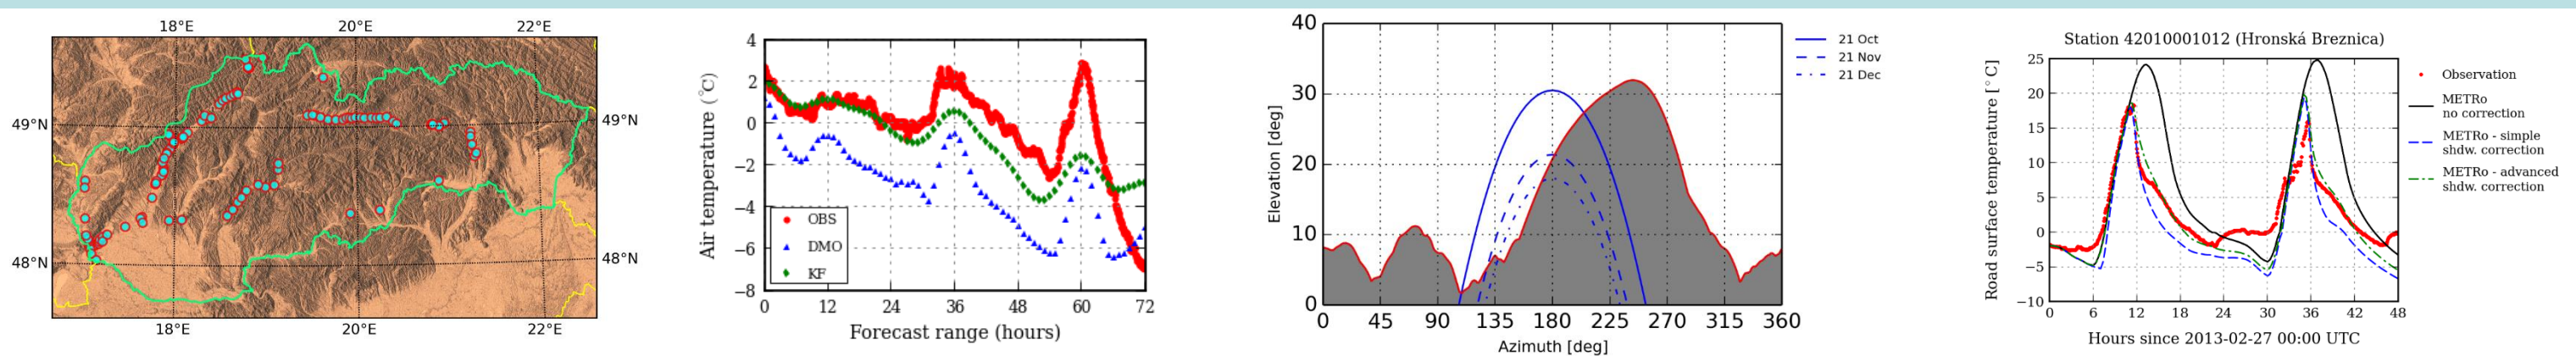 18°E 20°E 22°E
49°N 49°N
48°N 48°N
18°E 20°E 22°E
4
2
0
−2
−4
−6
−8
Air temperature (°C)
OBS
DMO
KF
0 12 24 36 48 60 72
Forecast range (hours)
40
30
20
10
0
Elevation [deg]
21 Oct
21 Nov
21 Dec
0 45 90 135 180 225 270 315 360
Azimuth [deg]
Station 42010001012 (Hronská Breznica)
25
20
15
10
5
0
−5
−10
Road surface temperature [°C]
Observation
METRo
no correction
METRo - simple
shdw. correction
METRo - advanced
shdw. correction
0 6 12 18 24 30 36 42 48
Hours since 2013-02-27 00:00 UTC